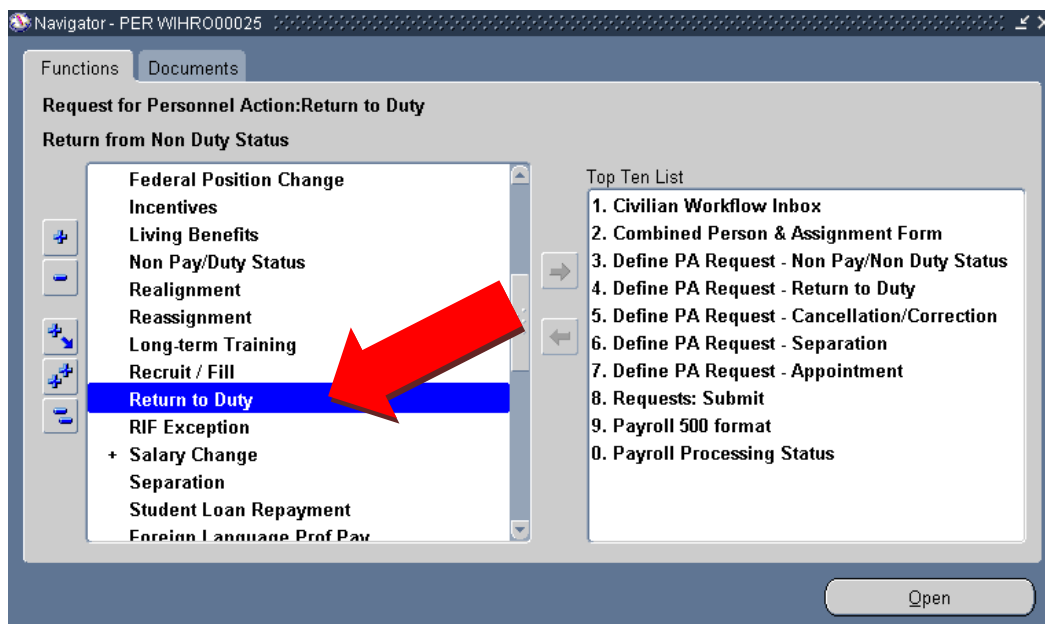 Navigator - PER WIHRO00025
Functions Documents
Request for Personnel Action:Return to Duty
Return from Non Duty Status
Federal Position Change
Incentives
Living Benefits
Non Pay/Duty Status
Realignment
Reassignment
Long-term Training
Recruit / Fill
Return to Duty
RIF Exception
+ Salary Change
Separation
Student Loan Repayment
Foreign Language Prof Pay
Top Ten List
1. Civilian Workflow Inbox
2. Combined Person & Assignment Form
3. Define PA Request - Non Pay/Non Duty Status
4. Define PA Request - Return to Duty
5. Define PA Request - Cancellation/Correction
6. Define PA Request - Separation
7. Define PA Request - Appointment
8. Requests: Submit
9. Payroll 500 format
0. Payroll Processing Status
Open